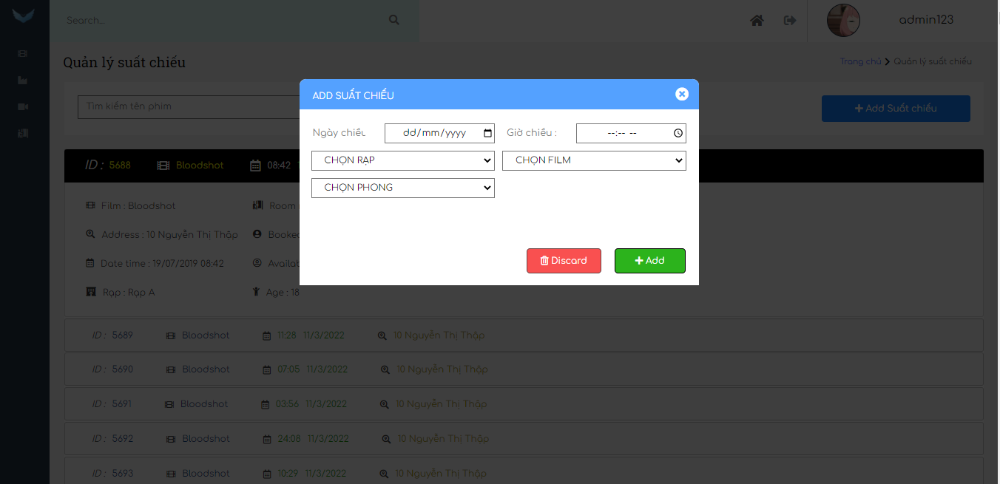 Search...
admin123
Quản lý suất chiếu
Trang chủ > Quản lý suất chiếu
ADD SUẤT CHIẾU
Tìm kiếm tên phim
Add Suất chiếu
Ngày chiếu
dd/mm/yyyy
Giờ chiếu :
--:-- --
CHỌN RẠP
CHỌN FILM
CHỌN PHONG
ID : 5688 Bloodshot 08:42
Film : Bloodshot
Room
Address : 10 Nguyễn Thị Thập
Date time : 19/07/2019 08:42
Rạp : Rạp A
Age : 18
Discard
Add
ID : 5689 Bloodshot 11:28 11/3/2022 10 Nguyễn Thị Thập
ID : 5690 Bloodshot 07:05 11/3/2022 10 Nguyễn Thị Thập
ID : 5691 Bloodshot 03:56 11/3/2022 10 Nguyễn Thị Thập
ID : 5692 Bloodshot 24:08 11/3/2022 10 Nguyễn Thị Thập
ID : 5693 Bloodshot 10:29 11/3/2022 10 Nguyễn Thị Thập